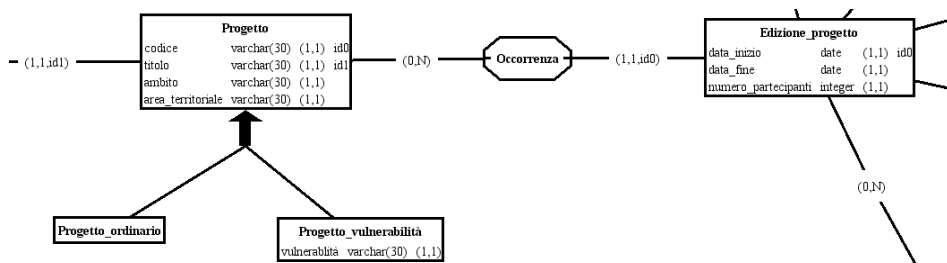 Progetto
codice varchar(30) (1,1) id0
titolo varchar(30) (1,1) id1
ambito varchar(30) (1,1)
area_territoriale varchar(30) (1,1)
(1,1,id1)
(0,N)
Occorrenza
(1,1,id0)
Edizione_progetto
data_inizio date (1,1) id0
data_fine date (1,1)
numero_partecipanti integer (1,1)
(0,N)
Progetto_ordinario
Progetto_vulnerabilità
vulnerablità varchar(30) (1,1)